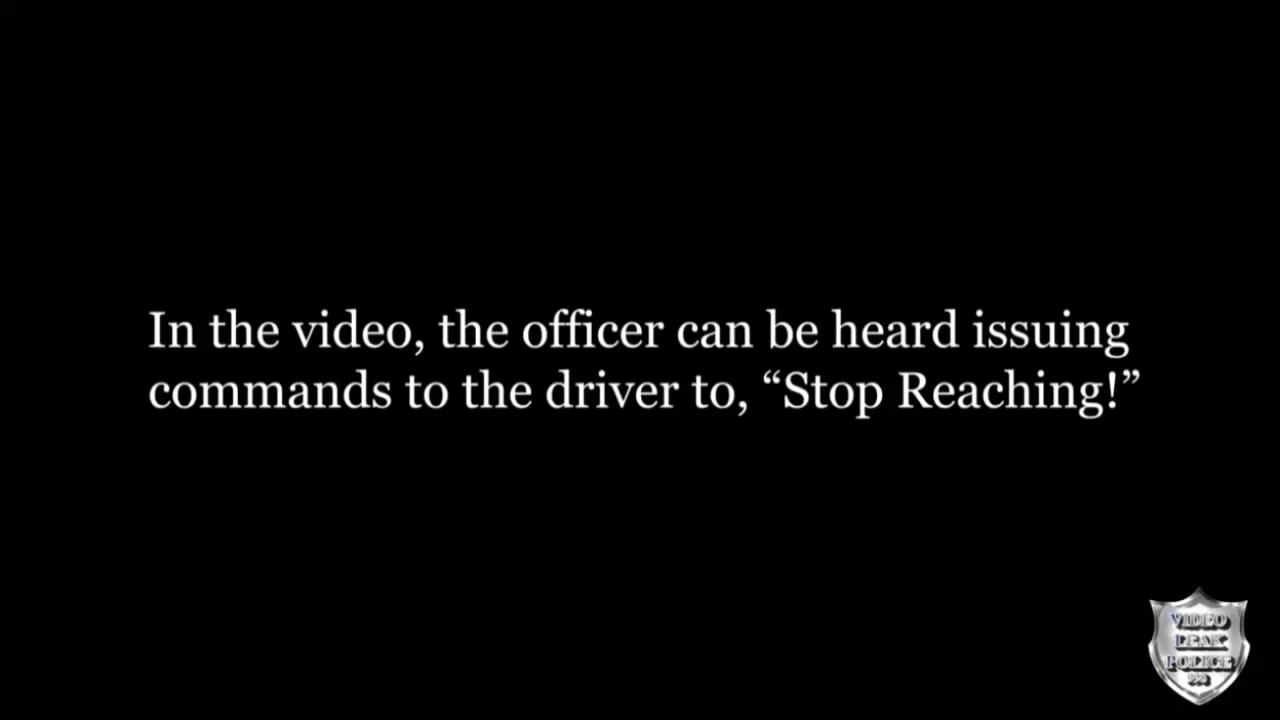 In the video, the officer can be heard issuing
commands to the driver to, “Stop Reaching!”
VIDEO
LEAK
POLICE